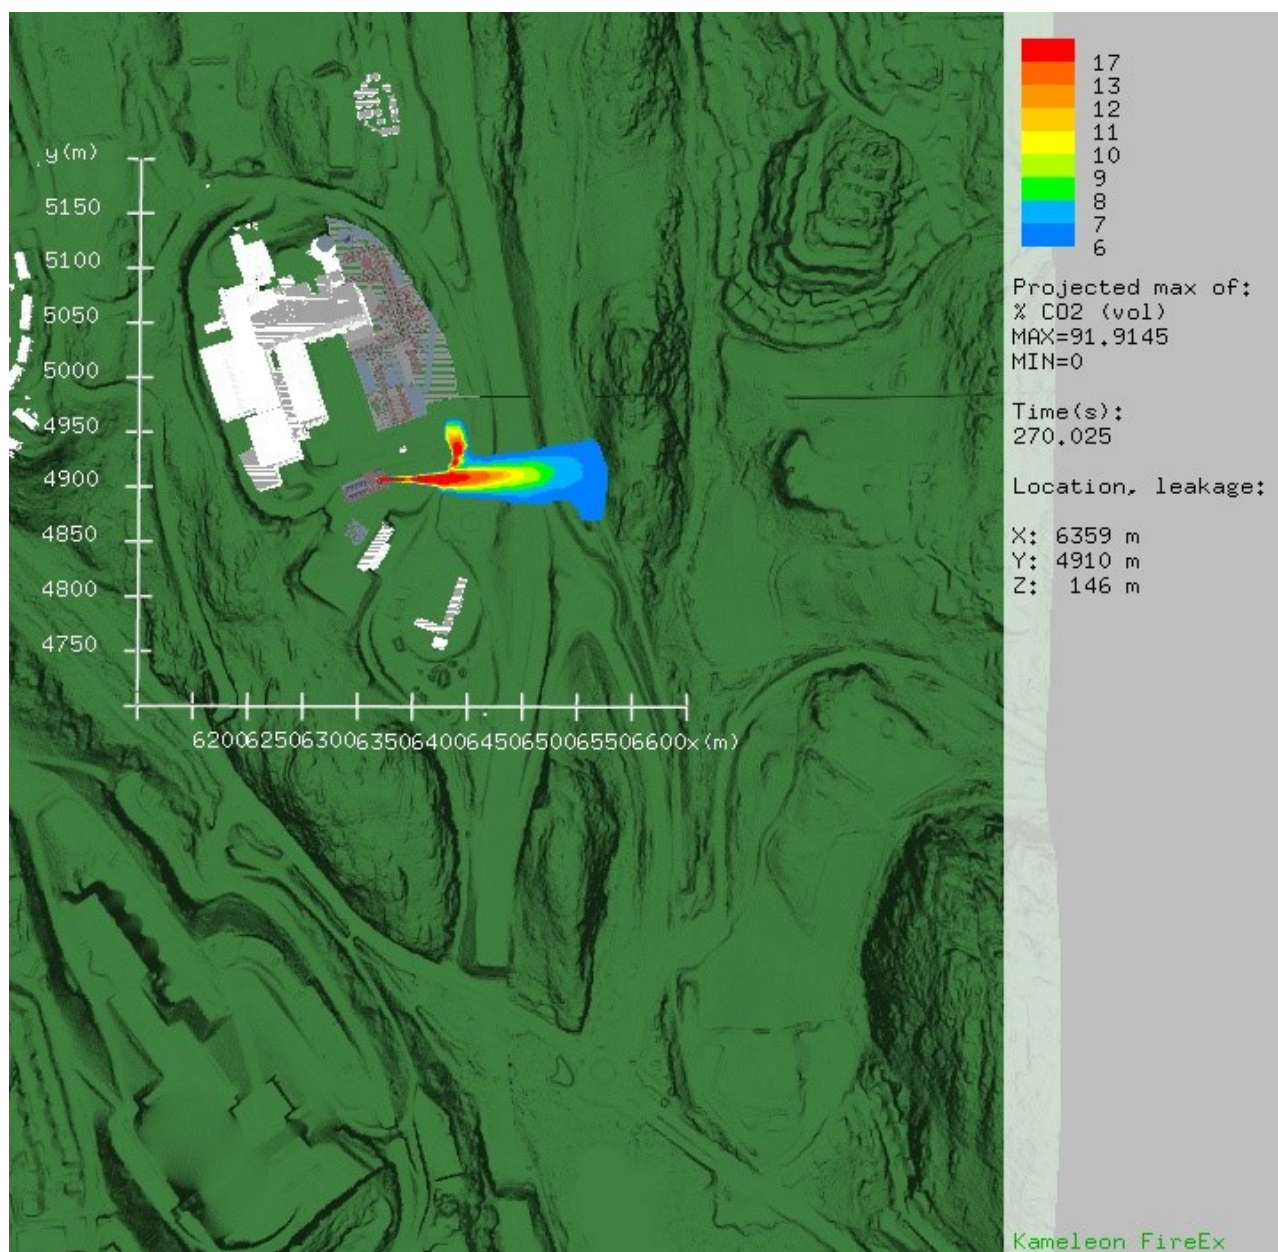 17
13
12
11
10
9
8
7
6
Projected max of:
% CO2 (vol)
MAX=91.9145
MIN=0
Time(s):
270.025
Location, leakage:
X: 6359 m
Y: 4910 m
Z: 146 m
y(m)
5150
5100
5050
5000
4950
4900
4850
4800
4750
620062506300635064006450650065506600x(m)
Kameleon FireEx